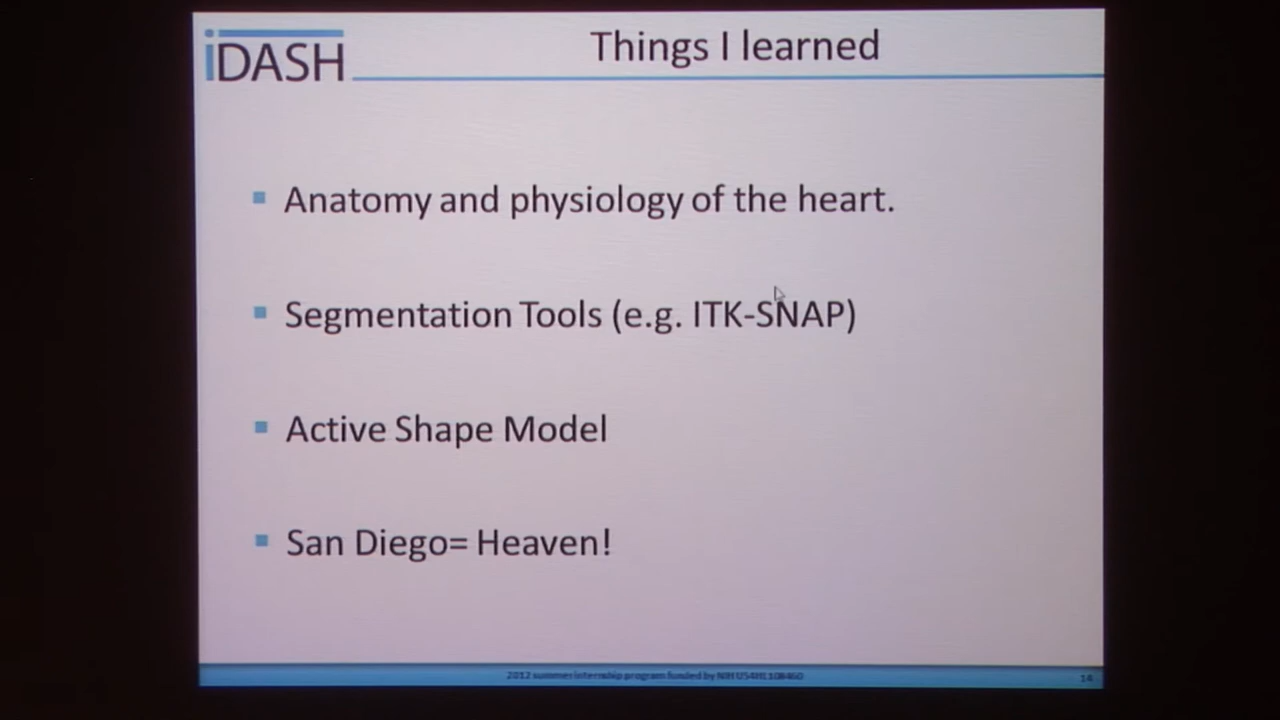 iDASH
Things I learned
Anatomy and physiology of the heart.
Segmentation Tools (e.g. ITK-SNAP)
Active Shape Model
San Diego= Heaven!
2012 summer internship program funded by NIH U54HL108460
14